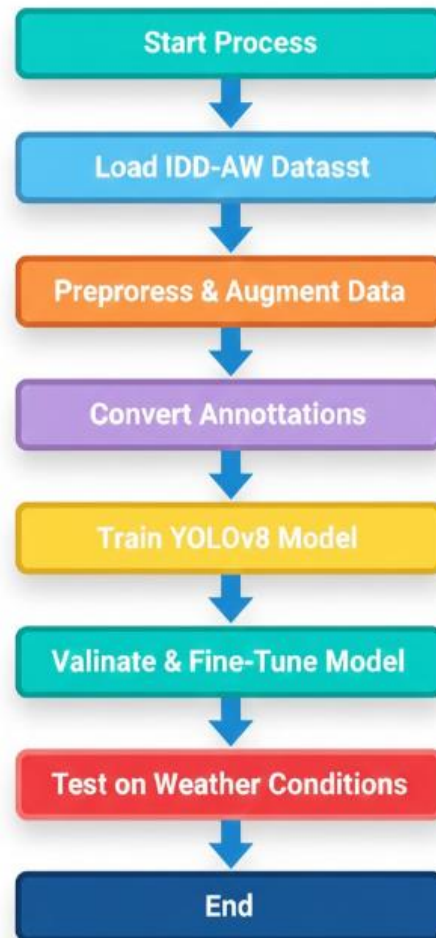 Start Process
Load IDD-AW Datasst
Preproress & Augment Data
Convert Annottations
Train YOLOv8 Model
Valinate & Fine-Tune Model
Test on Weather Conditions
End